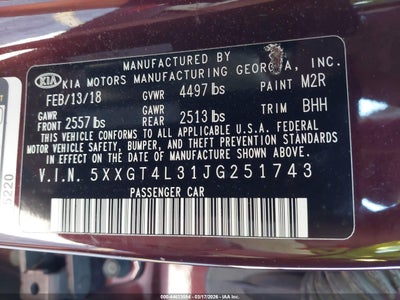 MANUFACTURED BY
KIA KIA MOTORS MANUFACTURING GEORGIA, INC.
FEB/13/18 GVWR 4497 lbs PAINT M2R
GAWR GAWR
FRONT 2557 lbs REAR 2513 lbs TRIM BHH
THIS VEHICLE CONFORMS TO ALL APPLICABLE U.S.A. FEDERAL
MOTOR VEHICLE SAFETY, BUMPER, AND THEFT PREVENTION
STANDARDS IN EFFECT ON THE DATE OF MANUFACTURE SHOWN ABOVE.
V.I.N. 5XXGT4L31JG251743
PASSENGER CAR
5220